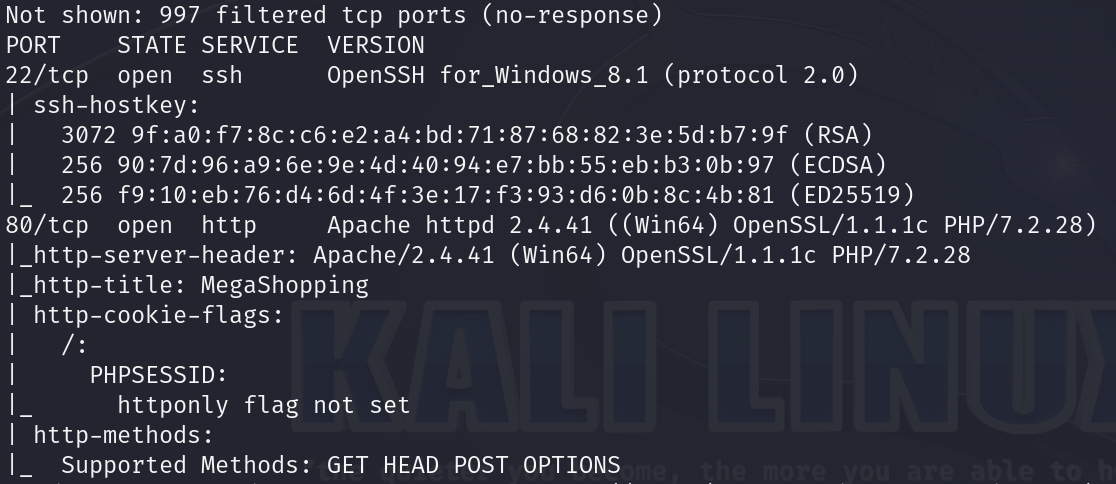 Not shown: 997 filtered tcp ports (no-response)
PORT    STATE SERVICE  VERSION
22/tcp  open  ssh      OpenSSH for_Windows_8.1 (protocol 2.0)
| ssh-hostkey:
|   3072 9f:a0:f7:8c:c6:e2:a4:bd:71:87:68:82:3e:5d:b7:9f (RSA)
|   256 90:7d:96:a9:6e:9e:4d:40:94:e7:bb:55:eb:b3:0b:97 (ECDSA)
|_  256 f9:10:eb:76:d4:6d:4f:3e:17:f3:93:d6:0b:8c:4b:81 (ED25519)
80/tcp  open  http     Apache httpd 2.4.41 ((Win64) OpenSSL/1.1.1c PHP/7.2.28)
|_http-server-header: Apache/2.4.41 (Win64) OpenSSL/1.1.1c PHP/7.2.28
|_http-title: MegaShopping
| http-cookie-flags:
|   /:
|     PHPSESSID:
|_      httponly flag not set
| http-methods:
|_  Supported Methods: GET HEAD POST OPTIONS
KALI LINUX
the more you are able to